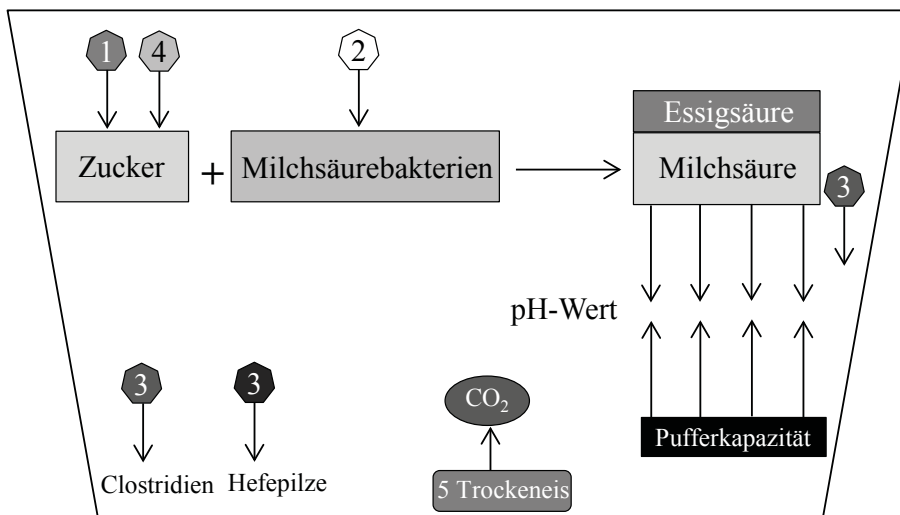 1
4
2
Essigsäure
Zucker
+
Milchsäurebakterien
Milchsäure
3
pH-Wert
3
3
CO₂
Pufferkapazität
Clostridien
Hefepilze
5 Trockeneis